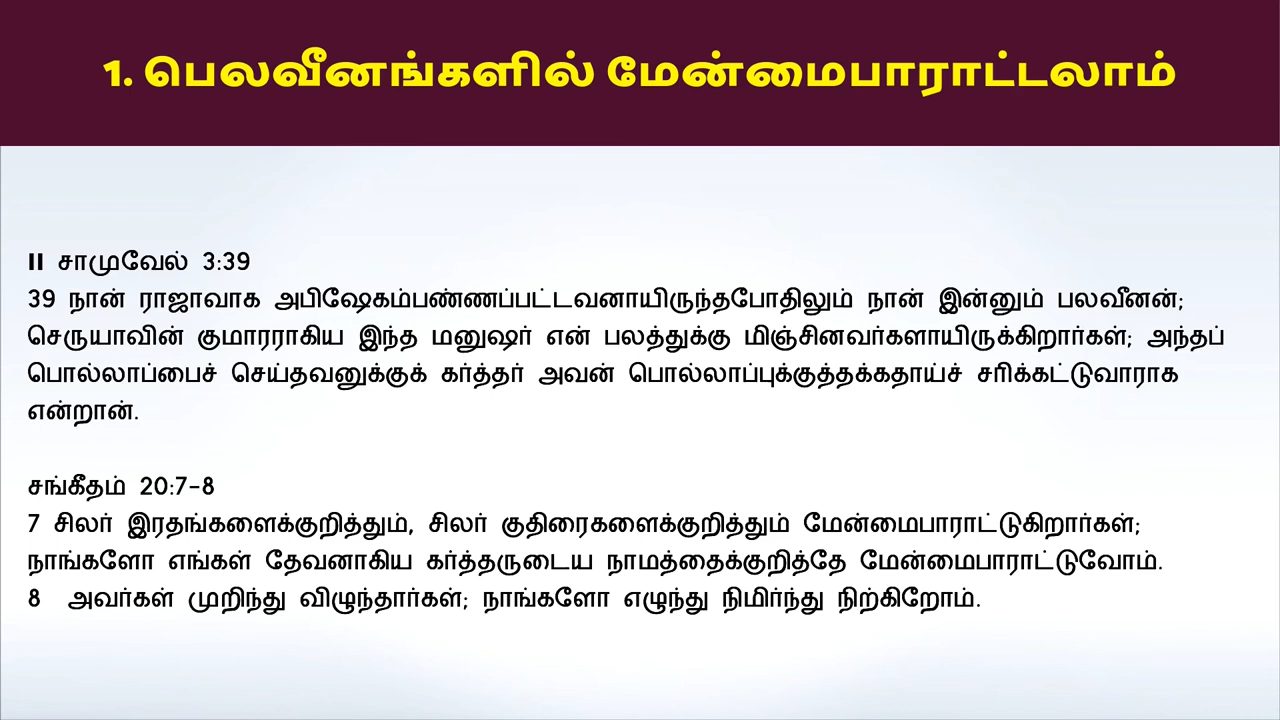 1. பெலவீனங்களில் மேன்மைபாராட்டலாம்
II சாமுவேல் 3:39
39 நான் ராஜாவாக அபிஷேகம்பண்ணப்பட்டவனாயிருந்தபோதிலும் நான் இன்னும் பலவீனன்;
செருயாவின் குமாரராகிய இந்த மனுஷர் என் பலத்துக்கு மிஞ்சினவர்களாயிருக்கிறார்கள்; அந்தப்
பொல்லாப்பைச் செய்தவனுக்குக் கர்த்தர் அவன் பொல்லாப்புக்குத்தக்கதாய்ச் சரிக்கட்டுவாராக
என்றான்.
சங்கீதம் 20:7-8
7 சிலர் இரதங்களைக்குறித்தும், சிலர் குதிரைகளைக்குறித்தும் மேன்மைபாராட்டுகிறார்கள்;
நாங்களோ எங்கள் தேவனாகிய கர்த்தருடைய நாமத்தைக்குறித்தே மேன்மைபாராட்டுவோம்.
8 அவர்கள் முறிந்து விழுந்தார்கள்; நாங்களோ எழுந்து நிமிர்ந்து நிற்கிறோம்.